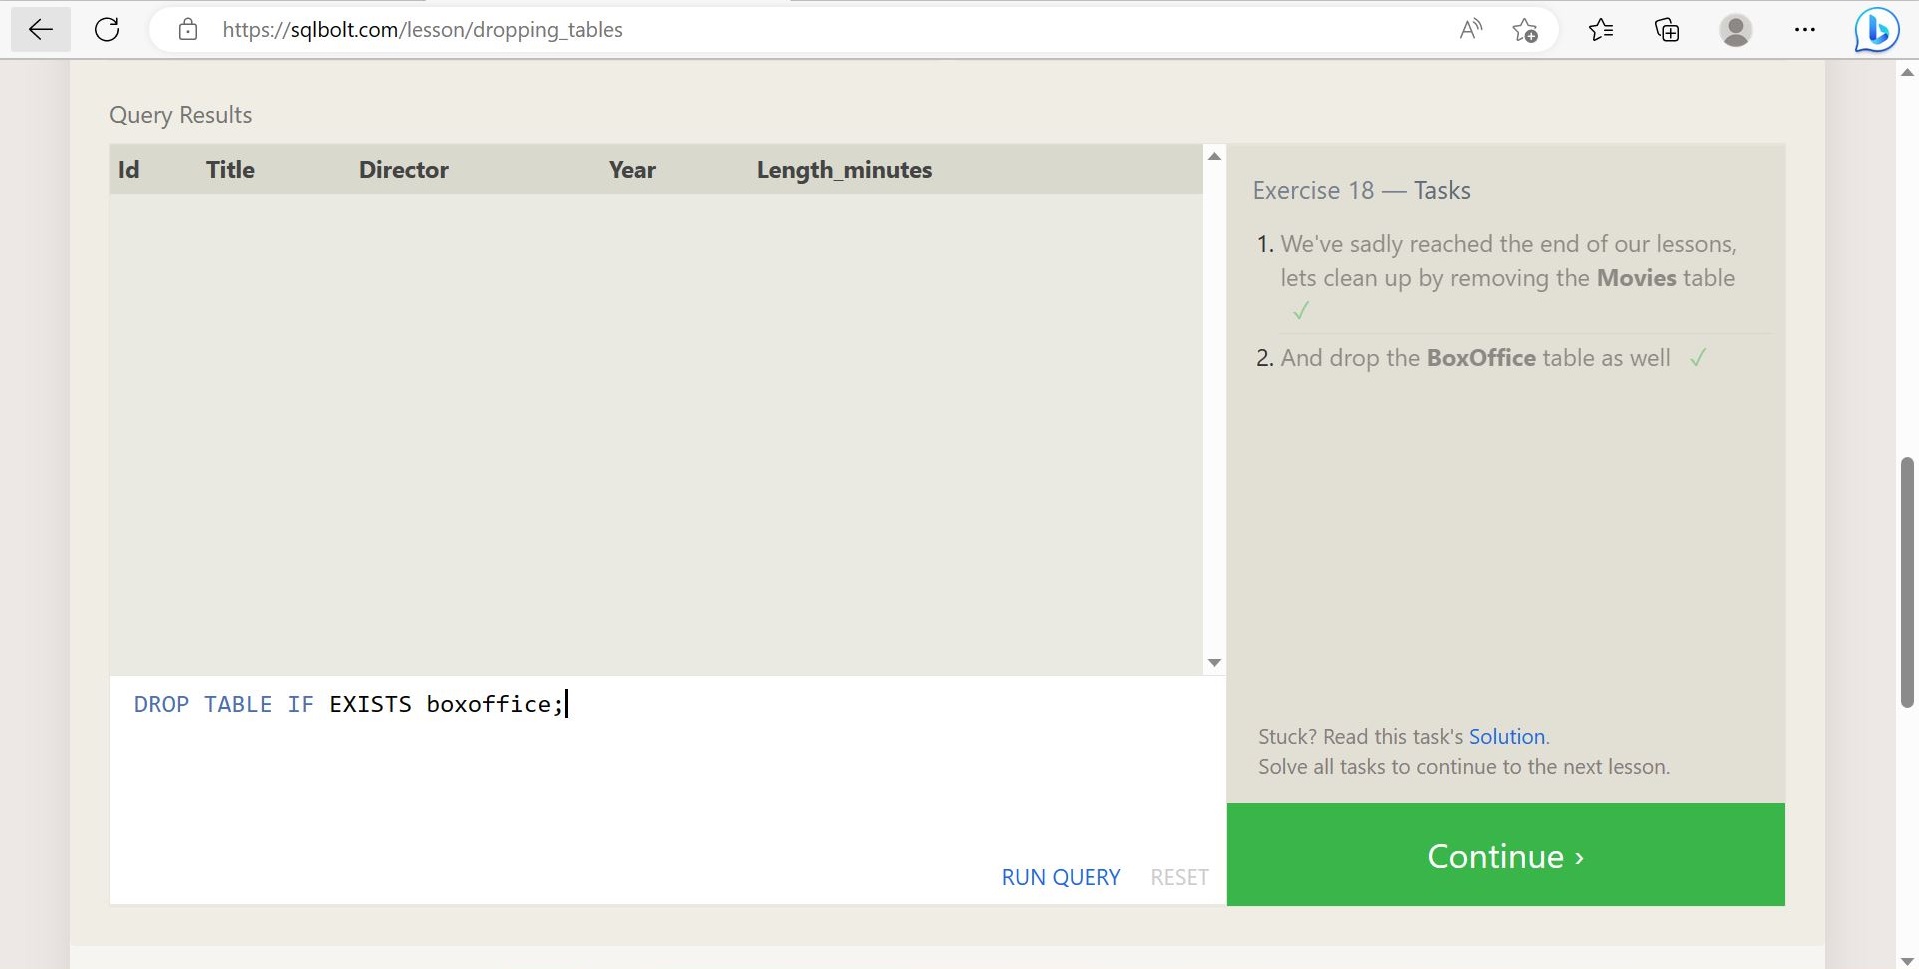 https://sqlbolt.com/lesson/dropping_tables
Query Results
Id Title Director Year Length_minutes
Exercise 18 — Tasks
1. We've sadly reached the end of our lessons,
lets clean up by removing the Movies table
✓
2. And drop the BoxOffice table as well ✓
DROP TABLE IF EXISTS boxoffice;
Stuck? Read this task's Solution.
Solve all tasks to continue to the next lesson.
RUN QUERY RESET
Continue ›